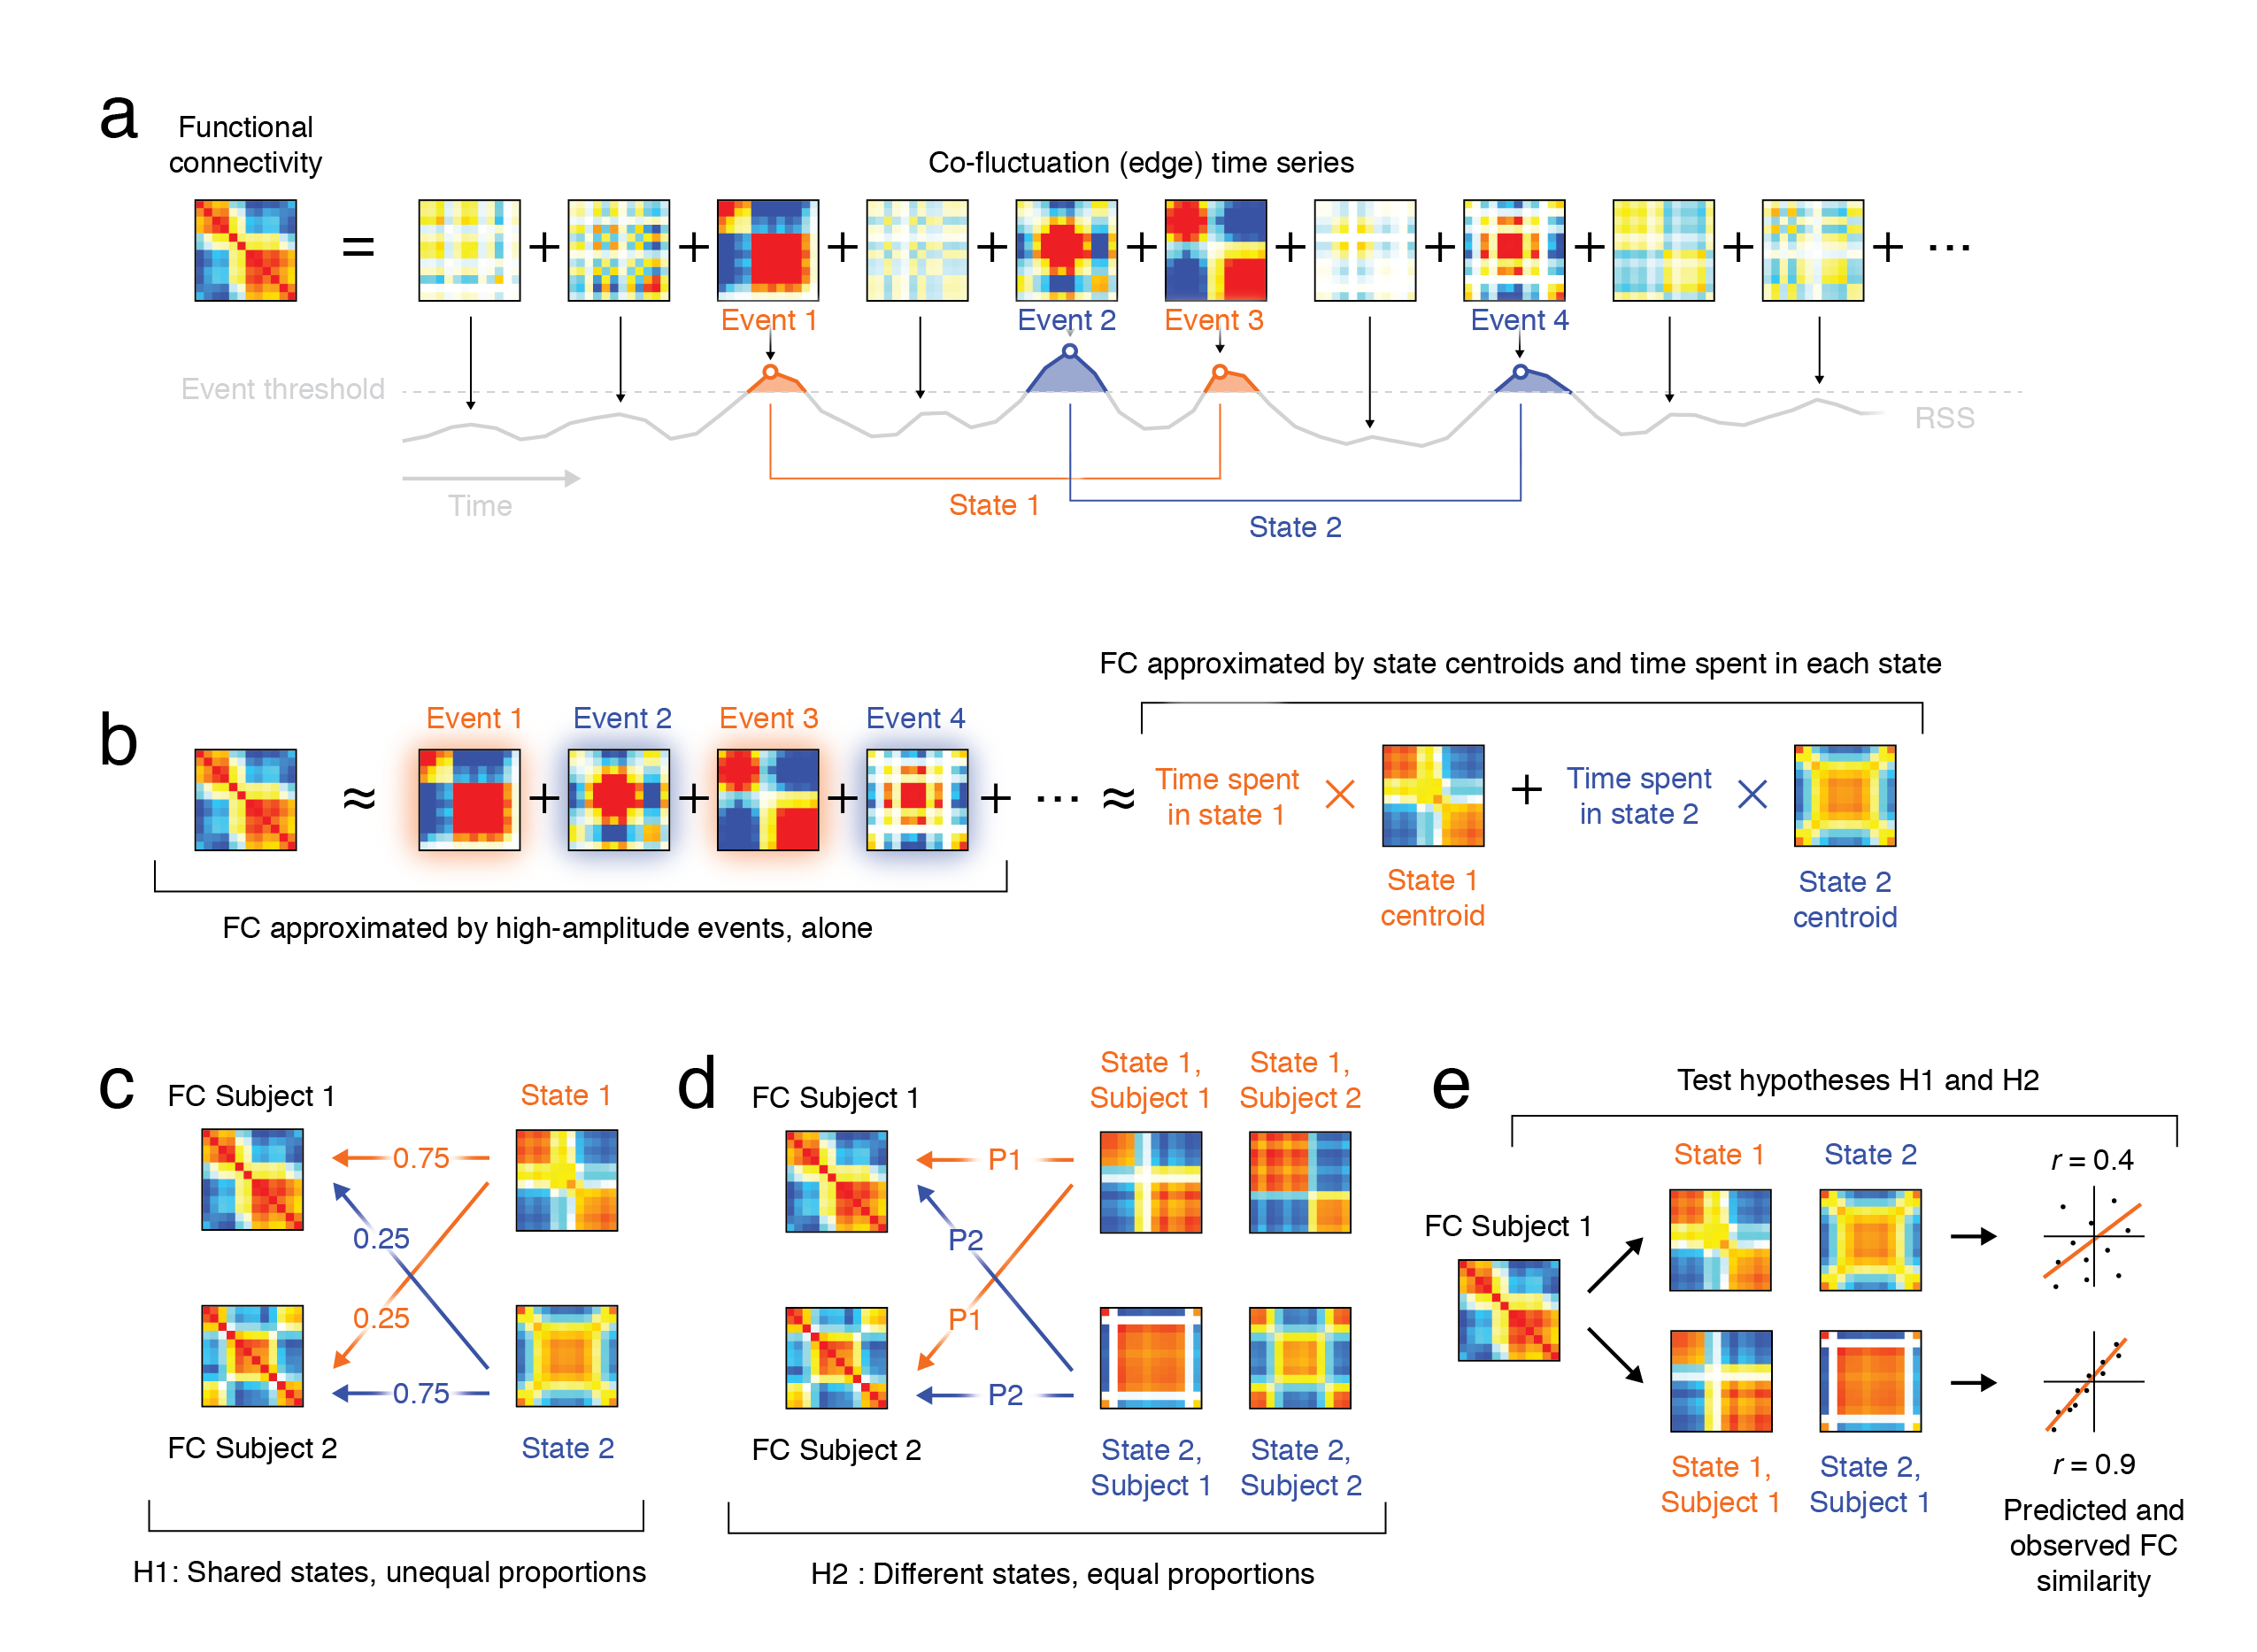 a
Functional
connectivity
Co-fluctuation (edge) time series
= + + + + + + + + + + ...
Event 1 Event 2 Event 3 Event 4
Event threshold
RSS
Time
State 1
State 2
FC approximated by state centroids and time spent in each state
b
Event 1 Event 2 Event 3 Event 4
≈ + + + + ... ≈ Time spent
in state 1 × + Time spent
in state 2 ×
State 1
centroid
State 2
centroid
FC approximated by high-amplitude events, alone
c
FC Subject 1
State 1
0.75
0.25
0.25
0.75
FC Subject 2
State 2
H1: Shared states, unequal proportions
d
FC Subject 1
State 1,
Subject 1
State 1,
Subject 2
P1
P2
P1
P2
FC Subject 2
State 2,
Subject 1
State 2,
Subject 2
H2 : Different states, equal proportions
e
Test hypotheses H1 and H2
State 1
State 2
r = 0.4
FC Subject 1
State 1,
Subject 1
State 2,
Subject 1
r = 0.9
Predicted and
observed FC
similarity